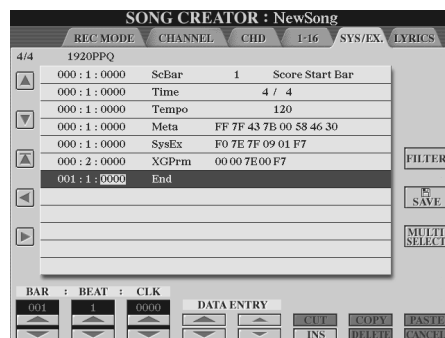 SONG CREATOR : NewSong
REC MODE CHANNEL CHD 1-16 SYS/EX. LYRICS
4/4 1920PPQ
000 : 1 : 0000 ScBar 1 Score Start Bar
000 : 1 : 0000 Time 4 / 4
000 : 1 : 0000 Tempo 120
000 : 1 : 0000 Meta FF 7F 43 7B 00 58 46 30
000 : 1 : 0000 SysEx F0 7E 7F 09 01 F7
000 : 2 : 0000 XGPrm 00 00 7E 00 F7
001 : 1 : 0000 End
FILTER
SAVE
MULTI
SELECT
BAR : BEAT : CLK
001 1 0000 DATA ENTRY
CUT COPY PASTE
INS DELETE CANCEL